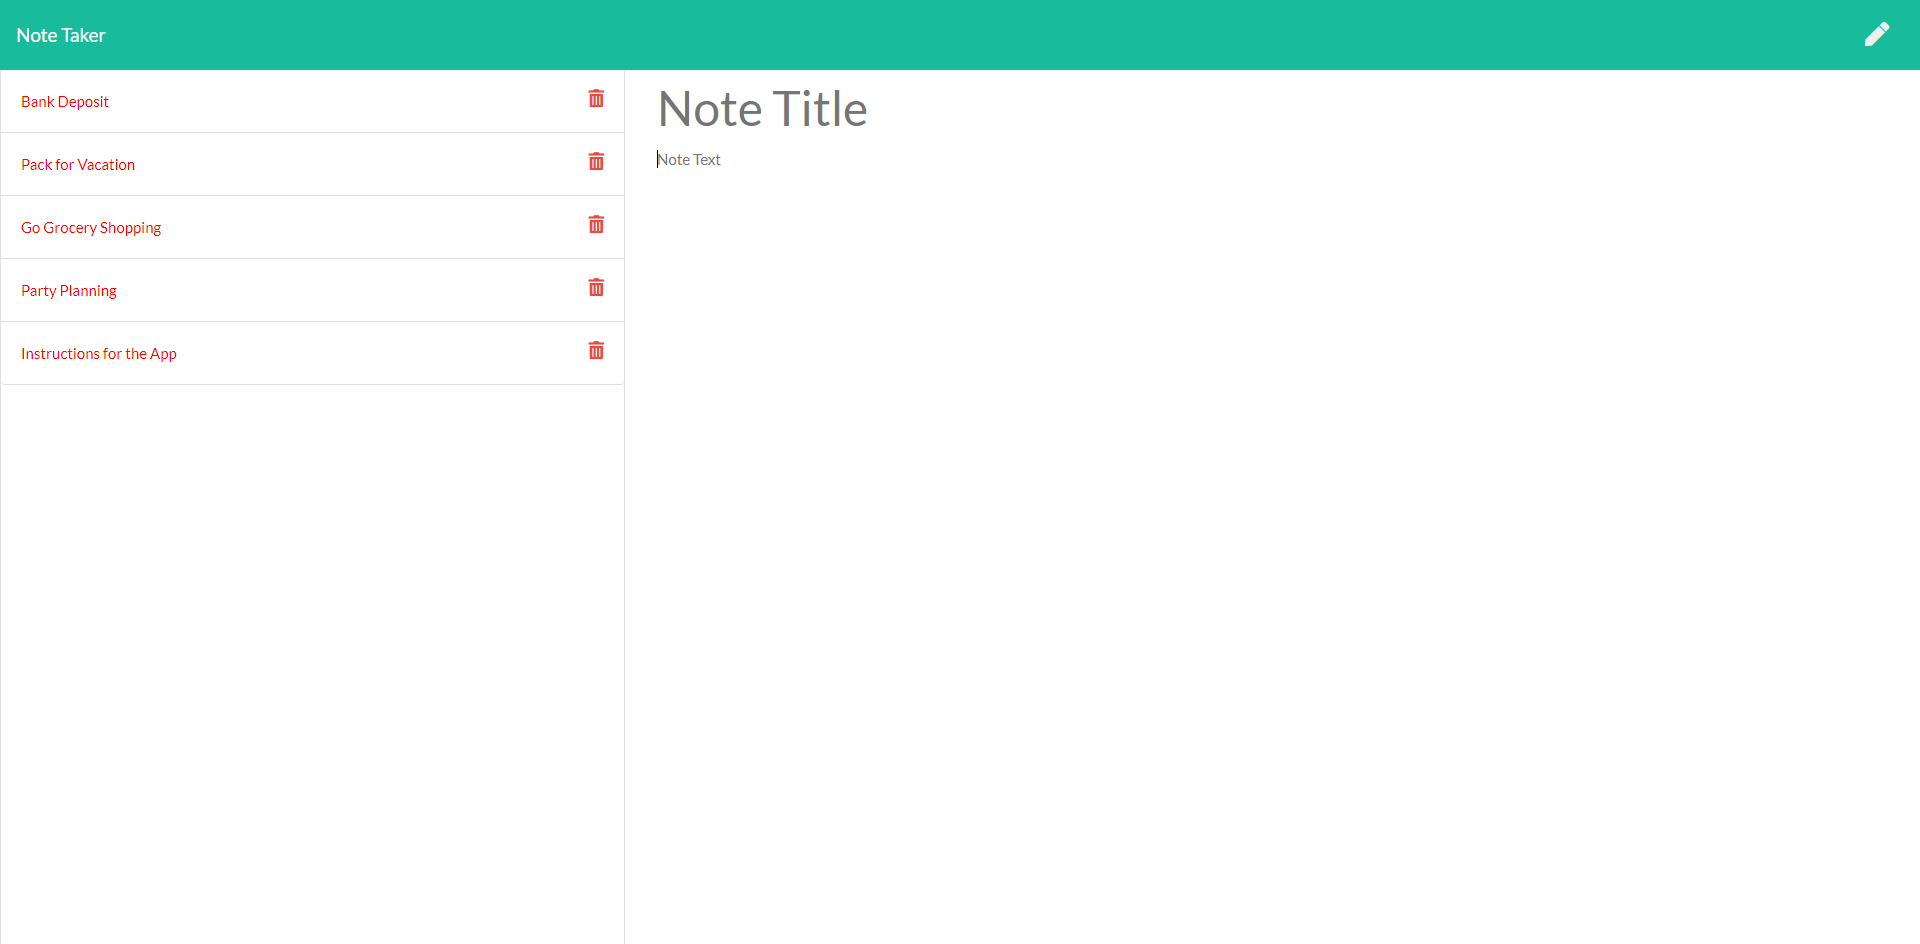 Note Taker
Bank Deposit
Pack for Vacation
Go Grocery Shopping
Party Planning
Instructions for the App
Note Title
Note Text